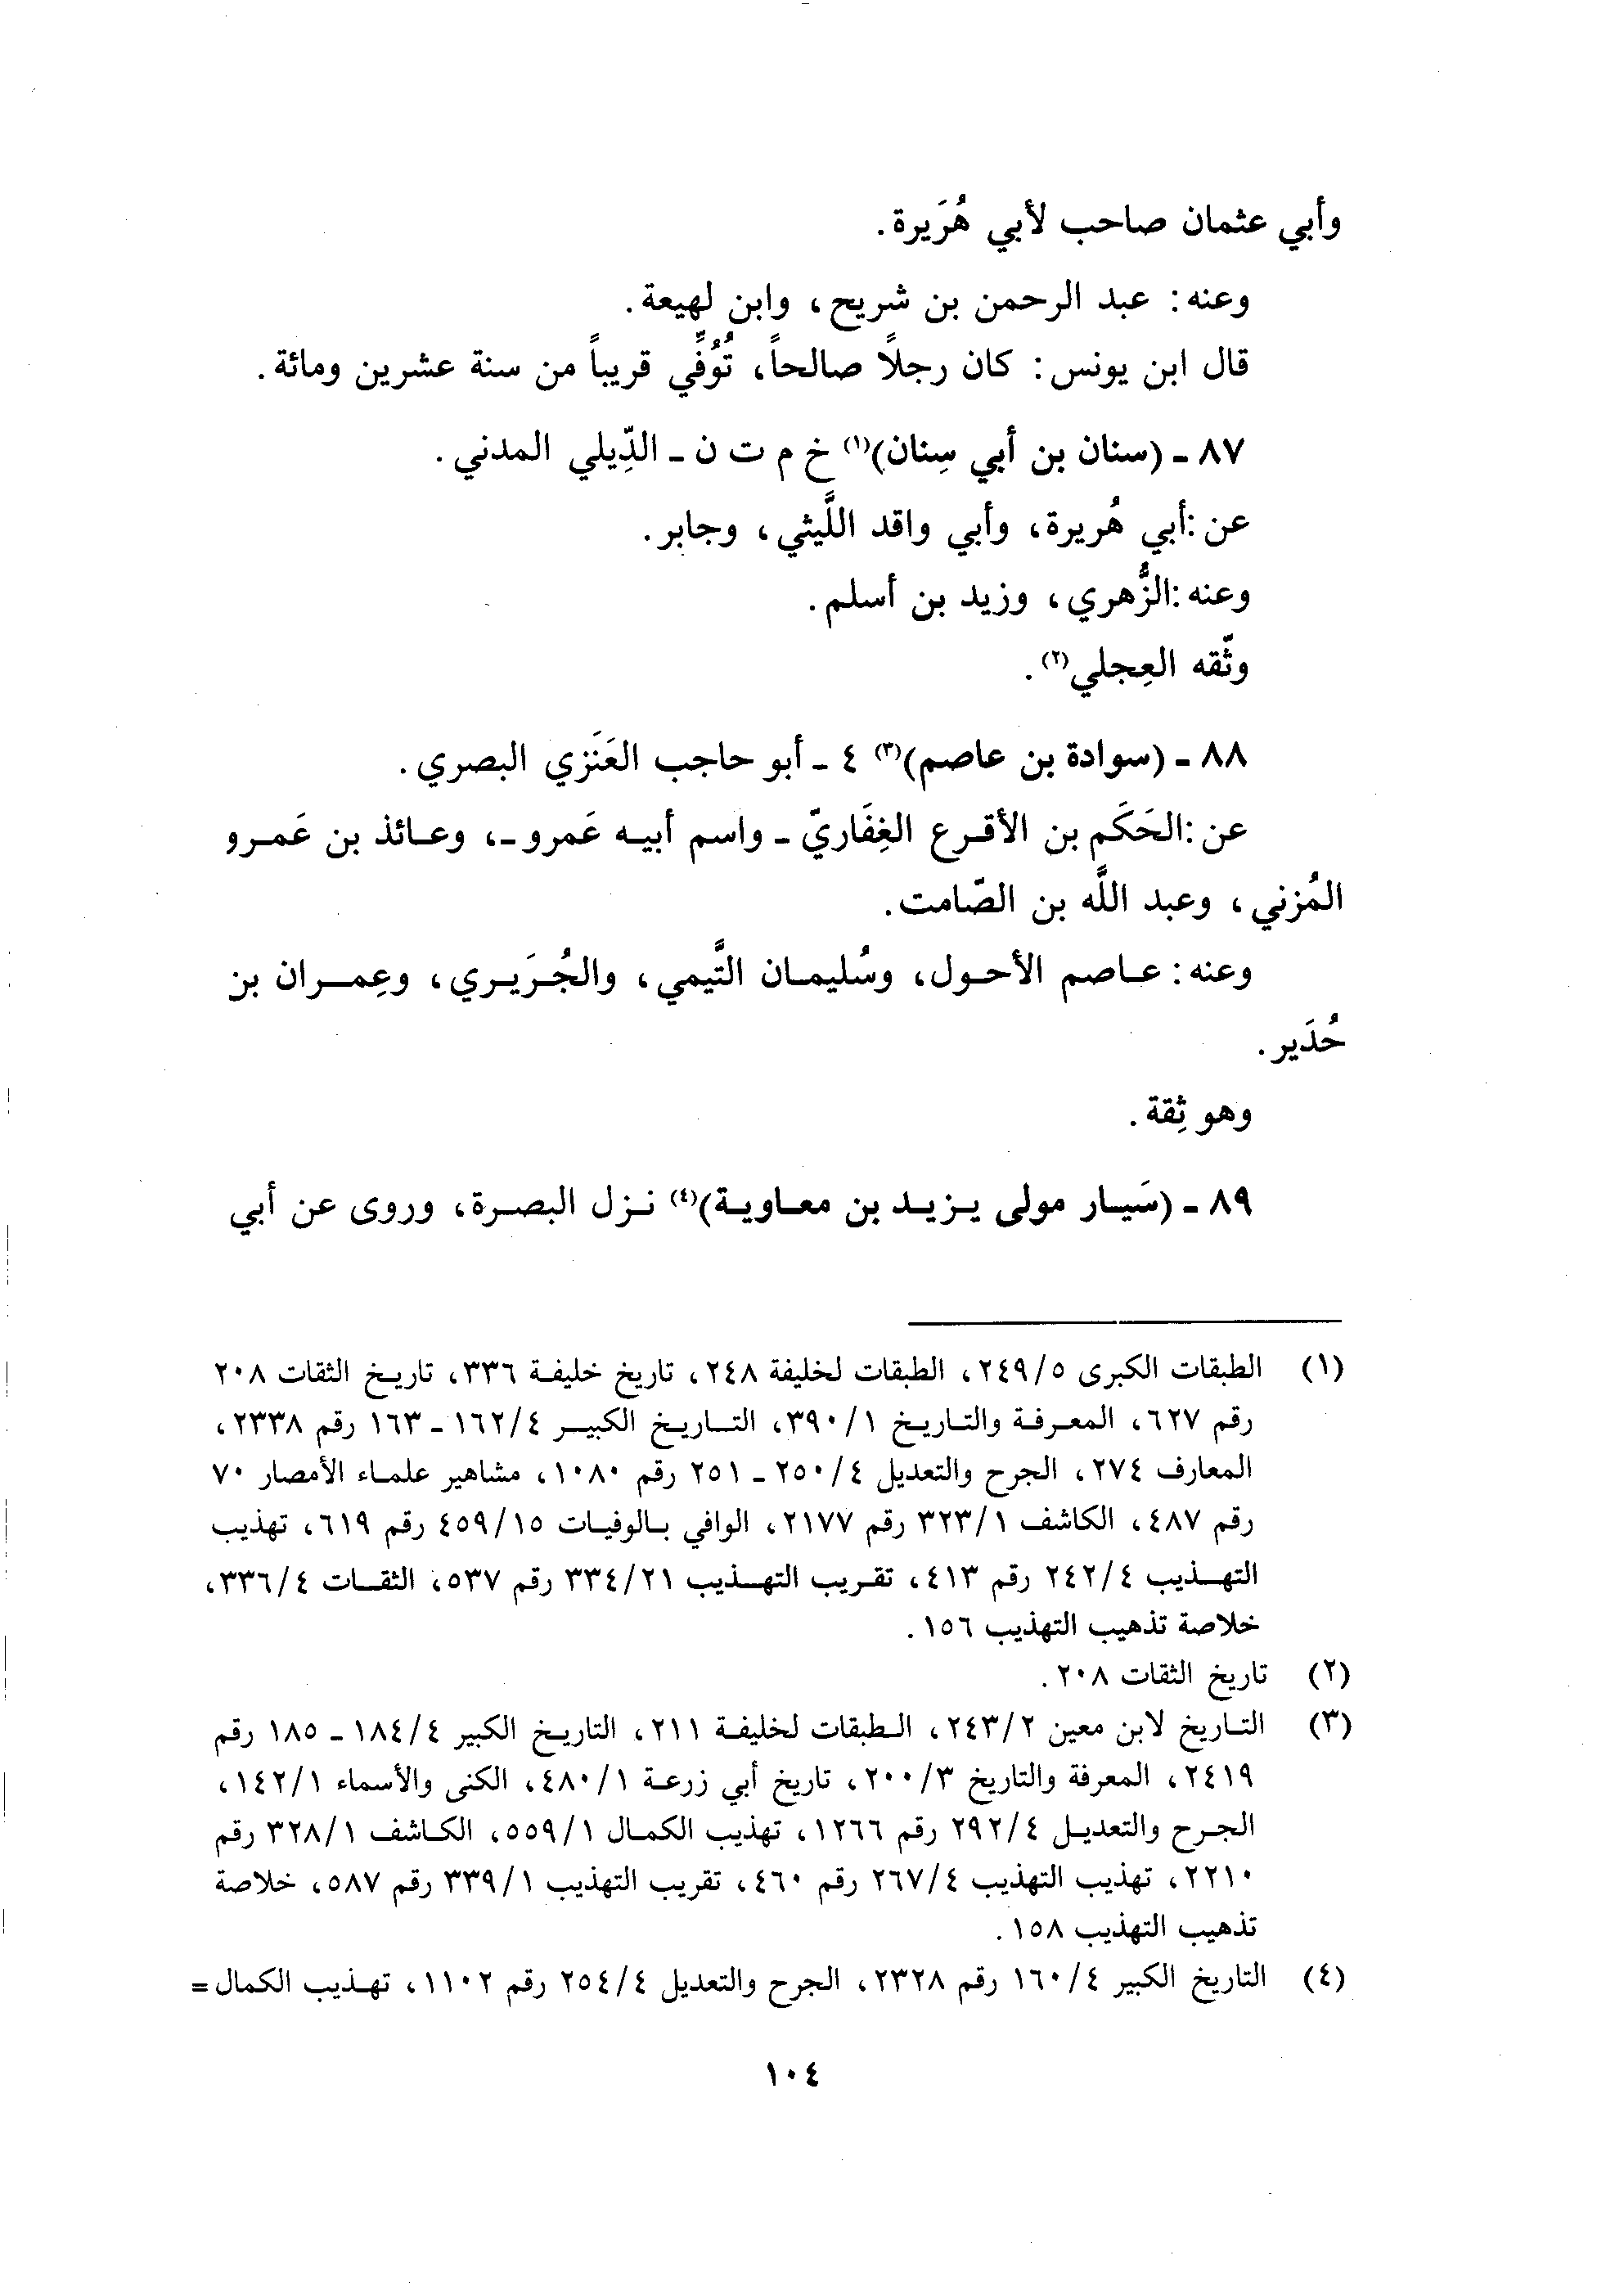 وأبي عثمان صاحب لأبي هُرَيرة.
وعنه: عبد الرحمن بن شريح، وابن لهيعة.
قال ابن يونس: كان رجلاً صالحاً، تُوُفِّي قريباً من سنة عشرين ومائة.
٨٧ ـ (سنان بن أبي سِنان)(١) خ م ت ن ـ الدِّيلي المدني.
عن:أبي هُريرة، وأبي واقد اللَّيثي، وجابر.
وعنه:الزُّهري، وزيد بن أسلم.
وثّقه العِجلي(٢).
٨٨ ـ (سوادة بن عاصم)(٣) ٤ ـ أبو حاجب العَنَزي البصري.
عن:الحَكَم بن الأقرع الغِفَاريّ ـ واسم أبيه عَمرو ـ، وعائذ بن عَمرو
المُزني، وعبد اللَّه بن الصّامت.
وعنه: عاصم الأحول، وسُليمان التَّيمي، والجُرَيري، وعِمران بن
حُدَير.
وهو ثِقة.
٨٩ ـ (سَيار مولى يزيد بن معاوية)(٤) نزل البصرة، وروى عن أبي
(١) الطبقات الكبرى ٢٤٩/٥، الطبقات لخليفة ٢٤٨، تاريخ خليفة ٣٣٦، تاريخ الثقات ٢٠٨
رقم ٦٢٧، المعرفة والتاريخ ٣٩٠/١، التاريخ الكبير ١٦٢/٤ ـ ١٦٣ رقم ٢٣٣٨،
المعارف ٢٧٤، الجرح والتعديل ٢٥٠/٤ ـ ٢٥١ رقم ١٠٨٠، مشاهير علماء الأمصار ٧٠
رقم ٤٨٧، الكاشف ٣٢٣/١ رقم ٢١٧٧، الوافي بالوفيات ٤٥٩/١٥ رقم ٦١٩، تهذيب
التهذيب ٢٤٢/٤ رقم ٤١٣، تقريب التهذيب ٣٣٤/٢١ رقم ٥٣٧، الثقات ٣٣٦/٤،
خلاصة تذهيب التهذيب ١٥٦.
(٢) تاريخ الثقات ٢٠٨.
(٣) التاريخ لابن معين ٢٤٣/٢، الطبقات لخليفة ٢١١، التاريخ الكبير ١٨٤/٤ ـ ١٨٥ رقم
٢٤١٩، المعرفة والتاريخ ٢٠٠/٣، تاريخ أبي زرعة ٤٨٠/١، الكنى والأسماء ١٤٢/١،
الجرح والتعديل ٢٩٢/٤ رقم ١٢٦٦، تهذيب الكمال ٥٥٩/١، الكاشف ٣٢٨/١ رقم
٢٢١٠، تهذيب التهذيب ٢٦٧/٤ رقم ٤٦٠، تقريب التهذيب ٣٣٩/١ رقم ٥٨٧، خلاصة
تذهيب التهذيب ١٥٨.
(٤) التاريخ الكبير ١٦٠/٤ رقم ٢٣٢٨، الجرح والتعديل ٢٥٤/٤ رقم ١١٠٢، تهذيب الكمال=
١٠٤